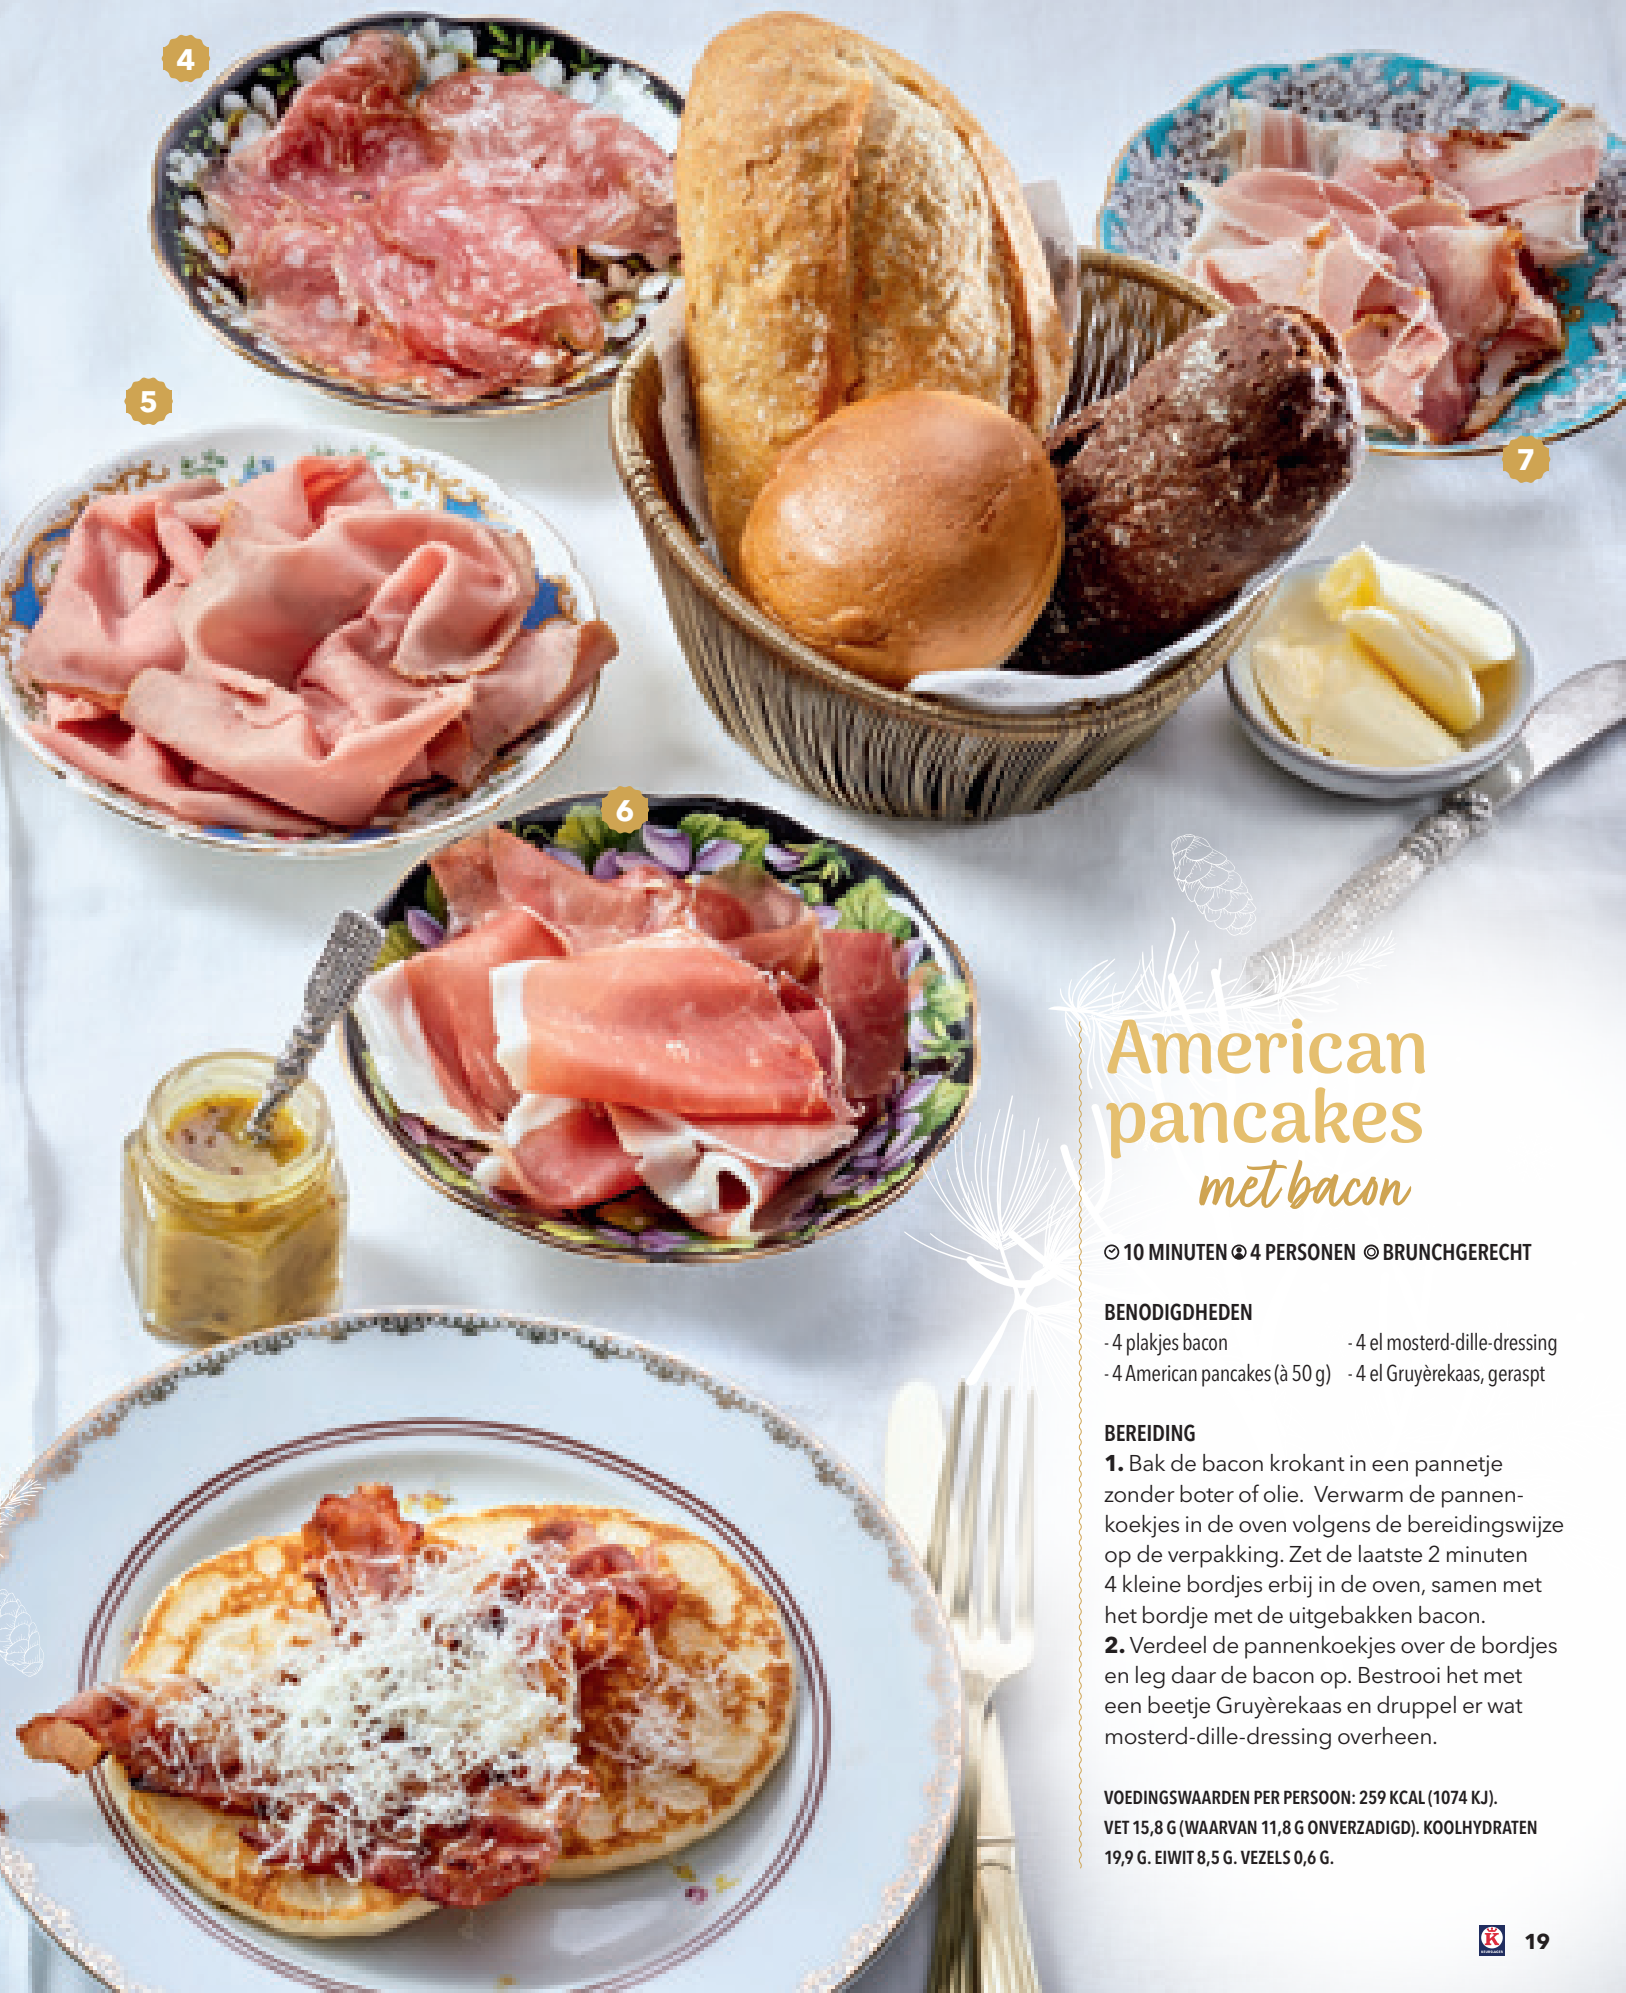 4
5
7
6
American
pancakes
met bacon
10 MINUTEN 4 PERSONEN BRUNCHGERECHT
BENODIGDHEDEN
- 4 plakjes bacon
- 4 American pancakes (à 50 g)
- 4 el mosterd-dille-dressing
- 4 el Gruyèrekaas, geraspt
BEREIDING
1. Bak de bacon krokant in een pannetje
zonder boter of olie. Verwarm de pannen-
koekjes in de oven volgens de bereidingswijze
op de verpakking. Zet de laatste 2 minuten
4 kleine bordjes erbij in de oven, samen met
het bordje met de uitgebakken bacon.
2. Verdeel de pannenkoekjes over de bordjes
en leg daar de bacon op. Bestrooi het met
een beetje Gruyèrekaas en druppel er wat
mosterd-dille-dressing overheen.
VOEDINGSWAARDEN PER PERSOON: 259 KCAL (1074 KJ).
VET 15,8 G (WAARVAN 11,8 G ONVERZADIGD). KOOLHYDRATEN
19,9 G. EIWIT 8,5 G. VEZELS 0,6 G.
K
KEURSLAGER
19